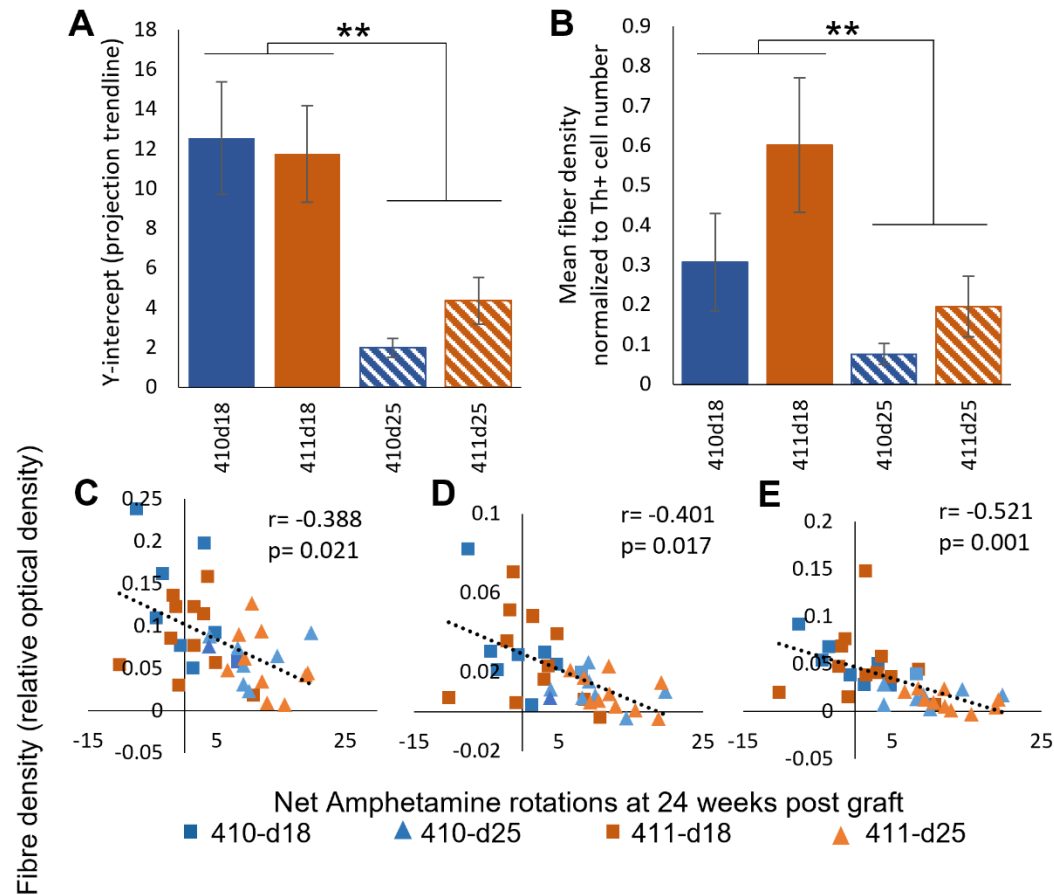 A
Y-intercept (projection trendline)
18
16
14
12
10
8
6
4
2
0
**
410d18
411d18
410d25
411d25
B
Mean fiber density
normalized to Th+ cell number
0.9
0.8
0.7
0.6
0.5
0.4
0.3
0.2
0.1
0
**
410d18
411d18
410d25
411d25
Fibre density (relative optical density)
C
r= -0.388
p= 0.021
0.25
0.2
0.15
0.1
0.05
0
-0.05
-15
5
25
D
r= -0.401
p= 0.017
0.1
0.06
0.02
-0.02
-15
5
25
E
r= -0.521
p= 0.001
0.2
0.15
0.1
0.05
0
-0.05
-15
5
25
Net Amphetamine rotations at 24 weeks post graft
410-d18 410-d25 411-d18 411-d25